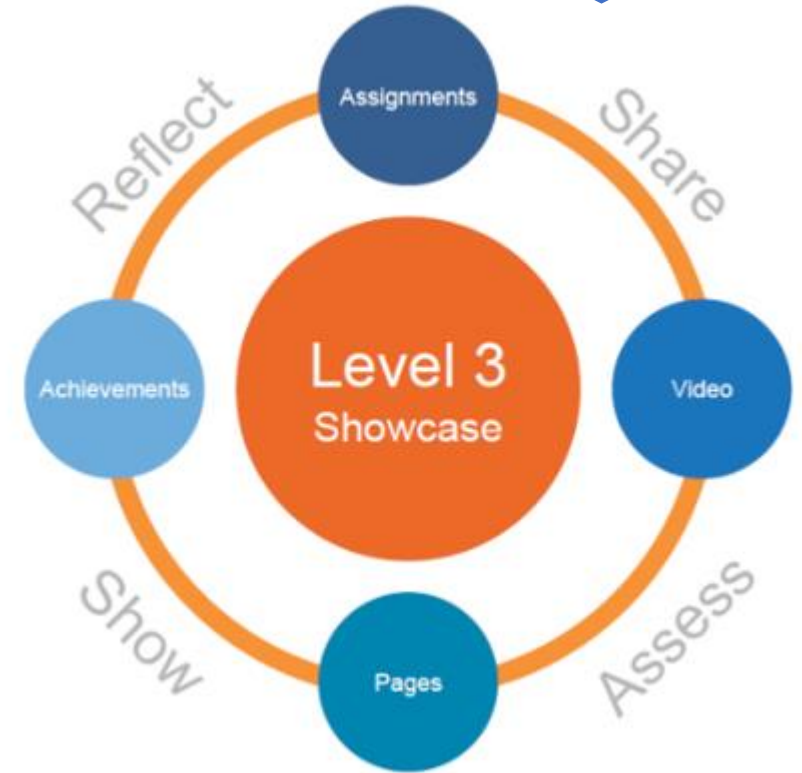 Assignments
Reflect
Share
Level 3
Showcase
Achievements
Video
Show
Assess
Pages